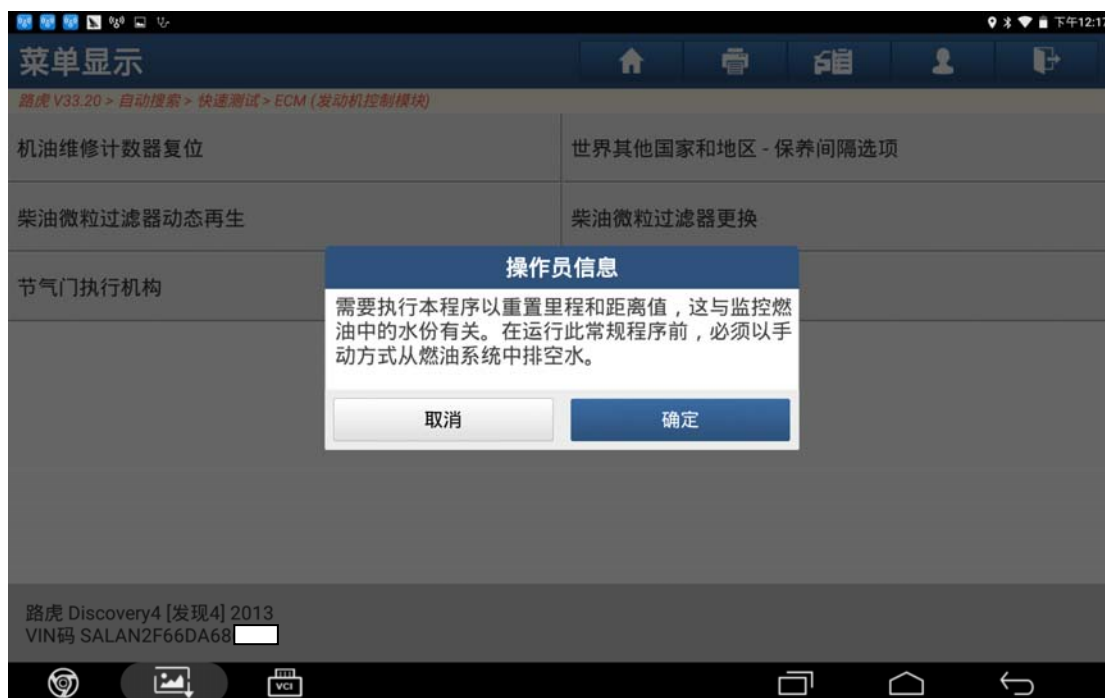 下午12:17
菜单显示
路虎 V33.20 > 自动搜索 > 快速测试 > ECM (发动机控制模块)
机油维修计数器复位
世界其他国家和地区 - 保养间隔选项
柴油微粒过滤器动态再生
柴油微粒过滤器更换
节气门执行机构
操作员信息
需要执行本程序以重置里程和距离值，这与监控燃
油中的水份有关。在运行此常规程序前，必须以手
动方式从燃油系统中排空水。
取消
确定
路虎 Discovery4 [发现4] 2013
VIN码 SALAN2F66DA68
VCI